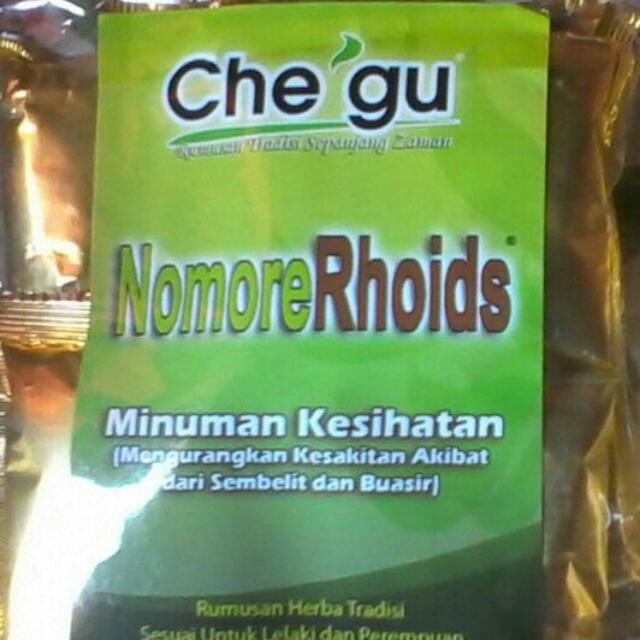 Che'gu
Rumusan Tradisi Sepanjang Zaman
NomoreRhoids®
Minuman Kesihatan
(Mengurangkan Kesakitan Akibat
dari Sembelit dan Buasir)
Rumusan Herba Tradisi
Sesuai Untuk Lelaki dan Perempuan